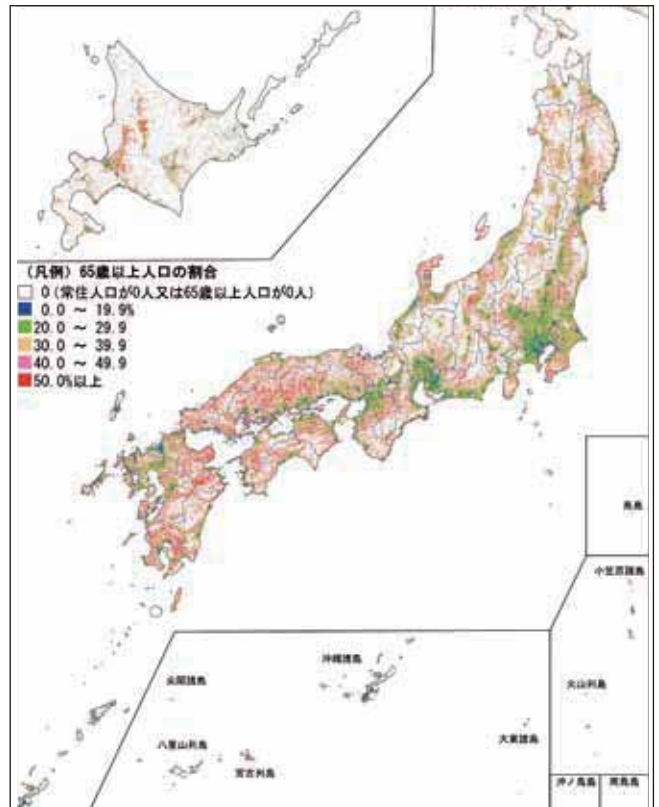 (凡例) 65歳以上人口の割合
0 (常住人口が0人又は65歳以上人口が0人)
0.0 ～ 19.9%
20.0 ～ 29.9
30.0 ～ 39.9
40.0 ～ 49.9
50.0%以上
鳥島
小笠原諸島
火山列島
沖縄諸島
尖閣諸島
大東諸島
八重山列島
宮古列島
沖ノ鳥島
南鳥島